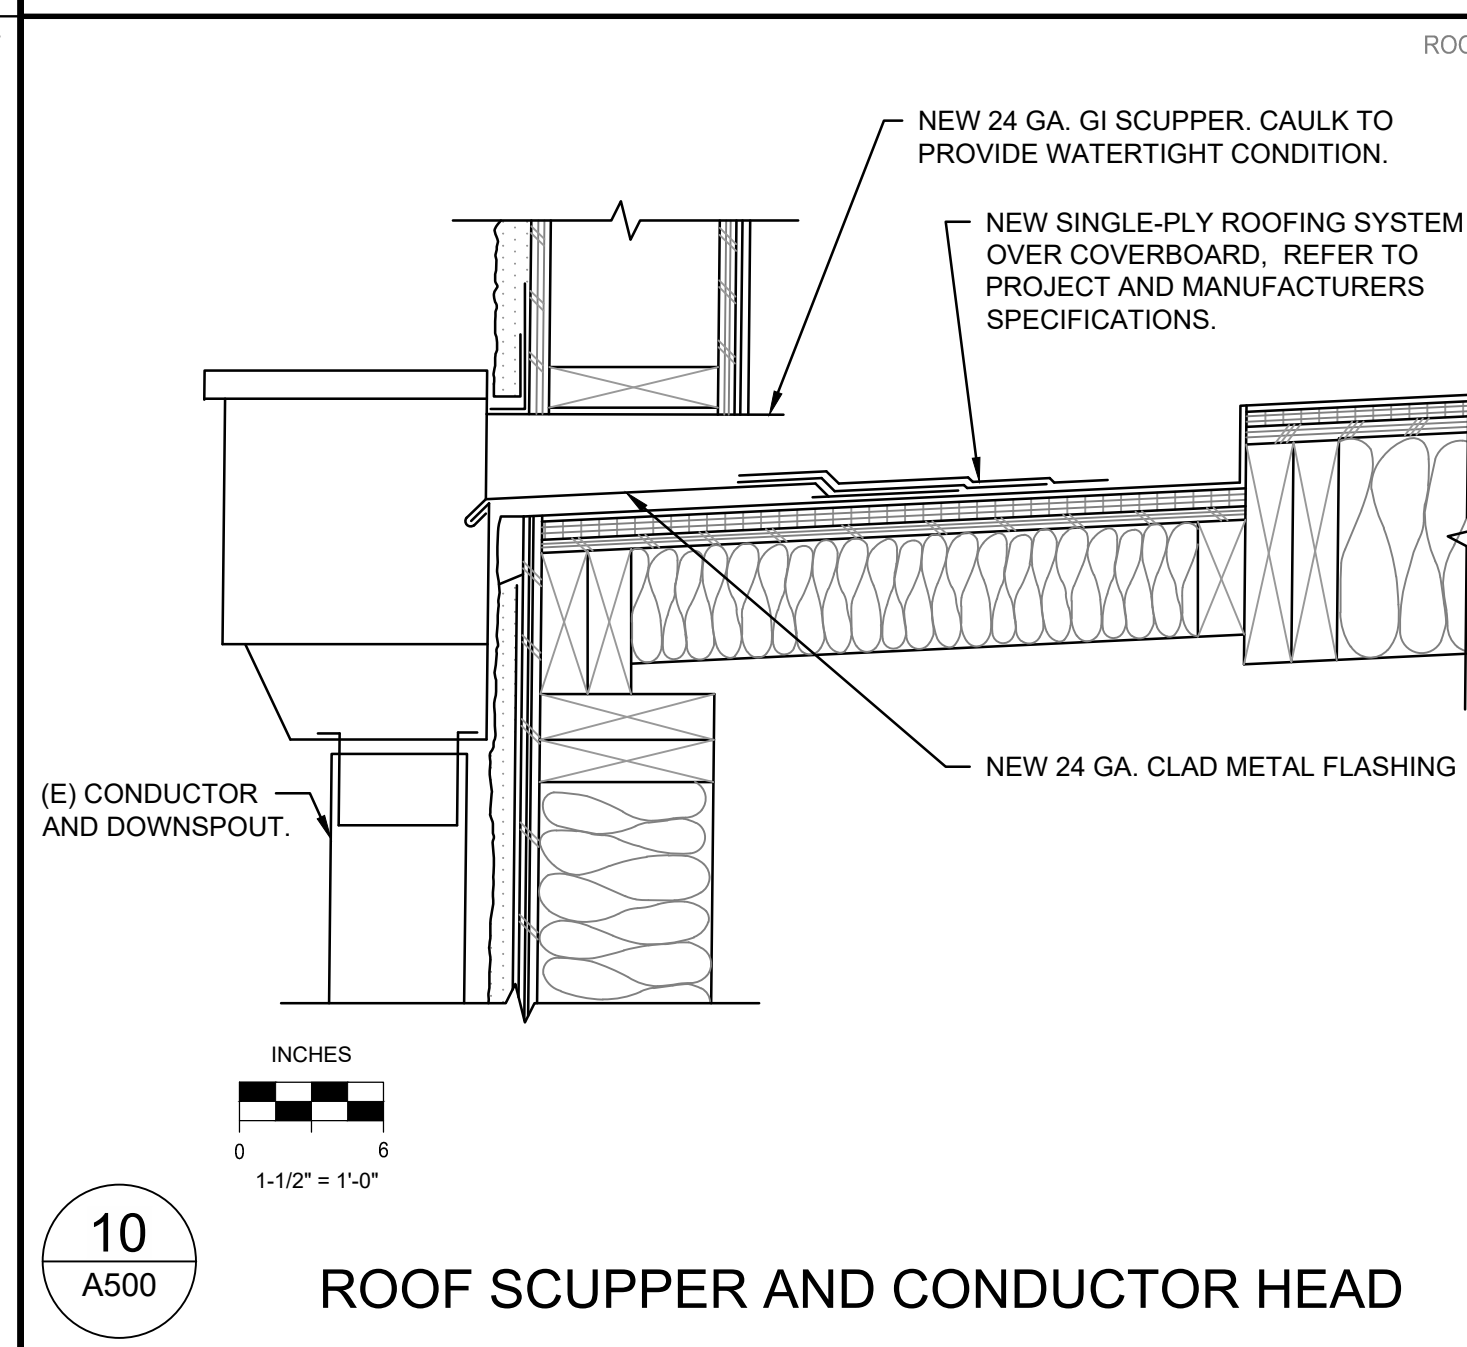 NEW 24 GA. GI SCUPPER. CAULK TO
PROVIDE WATERTIGHT CONDITION.
NEW SINGLE-PLY ROOFING SYSTEM
OVER COVERBOARD, REFER TO
PROJECT AND MANUFACTURERS
SPECIFICATIONS.
NEW 24 GA. CLAD METAL FLASHING
(E) CONDUCTOR
AND DOWNSPOUT.
INCHES
0 6
1-1/2" = 1'-0"
10
A500
ROOF SCUPPER AND CONDUCTOR HEAD